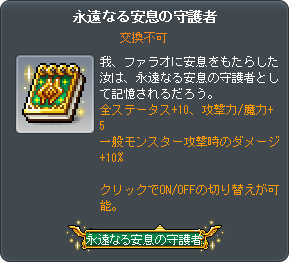 永遠なる安息の守護者
交換不可
我、ファラオに安息をもたらした
汝は、永遠なる安息の守護者とし
て記憶されるだろう。
全ステータス+10、攻撃力/魔力+
5
一般モンスター攻撃時のダメージ
+10%
クリックでON/OFFの切り替えが可
能。
永遠なる安息の守護者